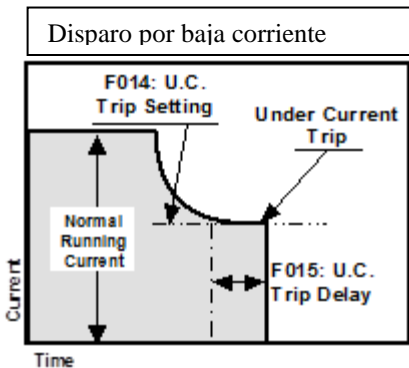 Disparo por baja corriente
F014: U.C.
Trip Setting
Under Current
Trip
Normal
Running
Current
F015: U.C.
Trip Delay
Current
Time